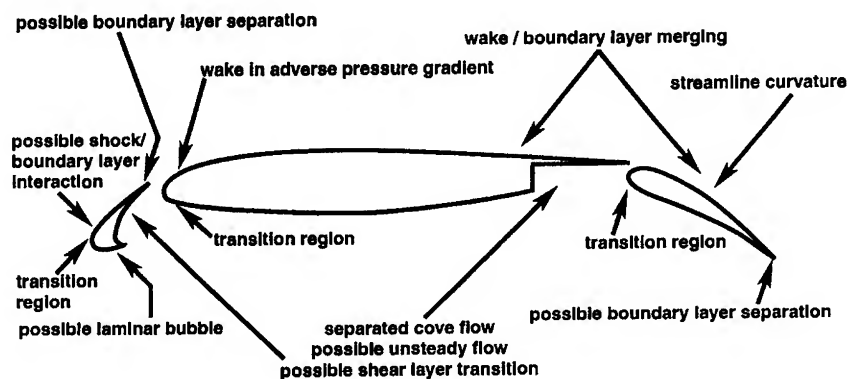 possible boundary layer separation
wake in adverse pressure gradient
wake / boundary layer merging
streamline curvature
possible shock/
boundary layer
interaction
transition region
transition region
transition
region
possible laminar bubble
separated cove flow
possible unsteady flow
possible shear layer transition
possible boundary layer separation